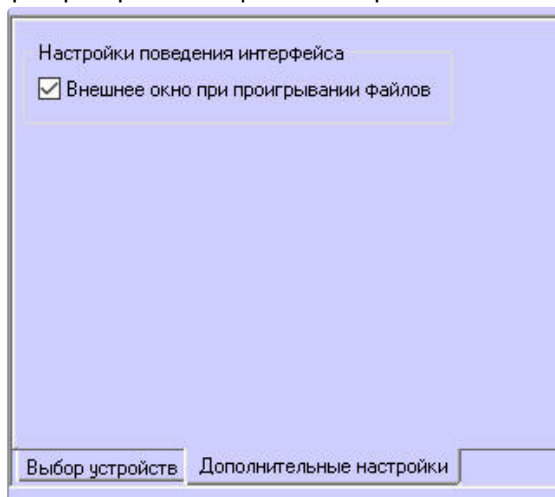 Настройки поведения интерфейса
Внешнее окно при проигрывании файлов
Выбор устройств Дополнительные настройки